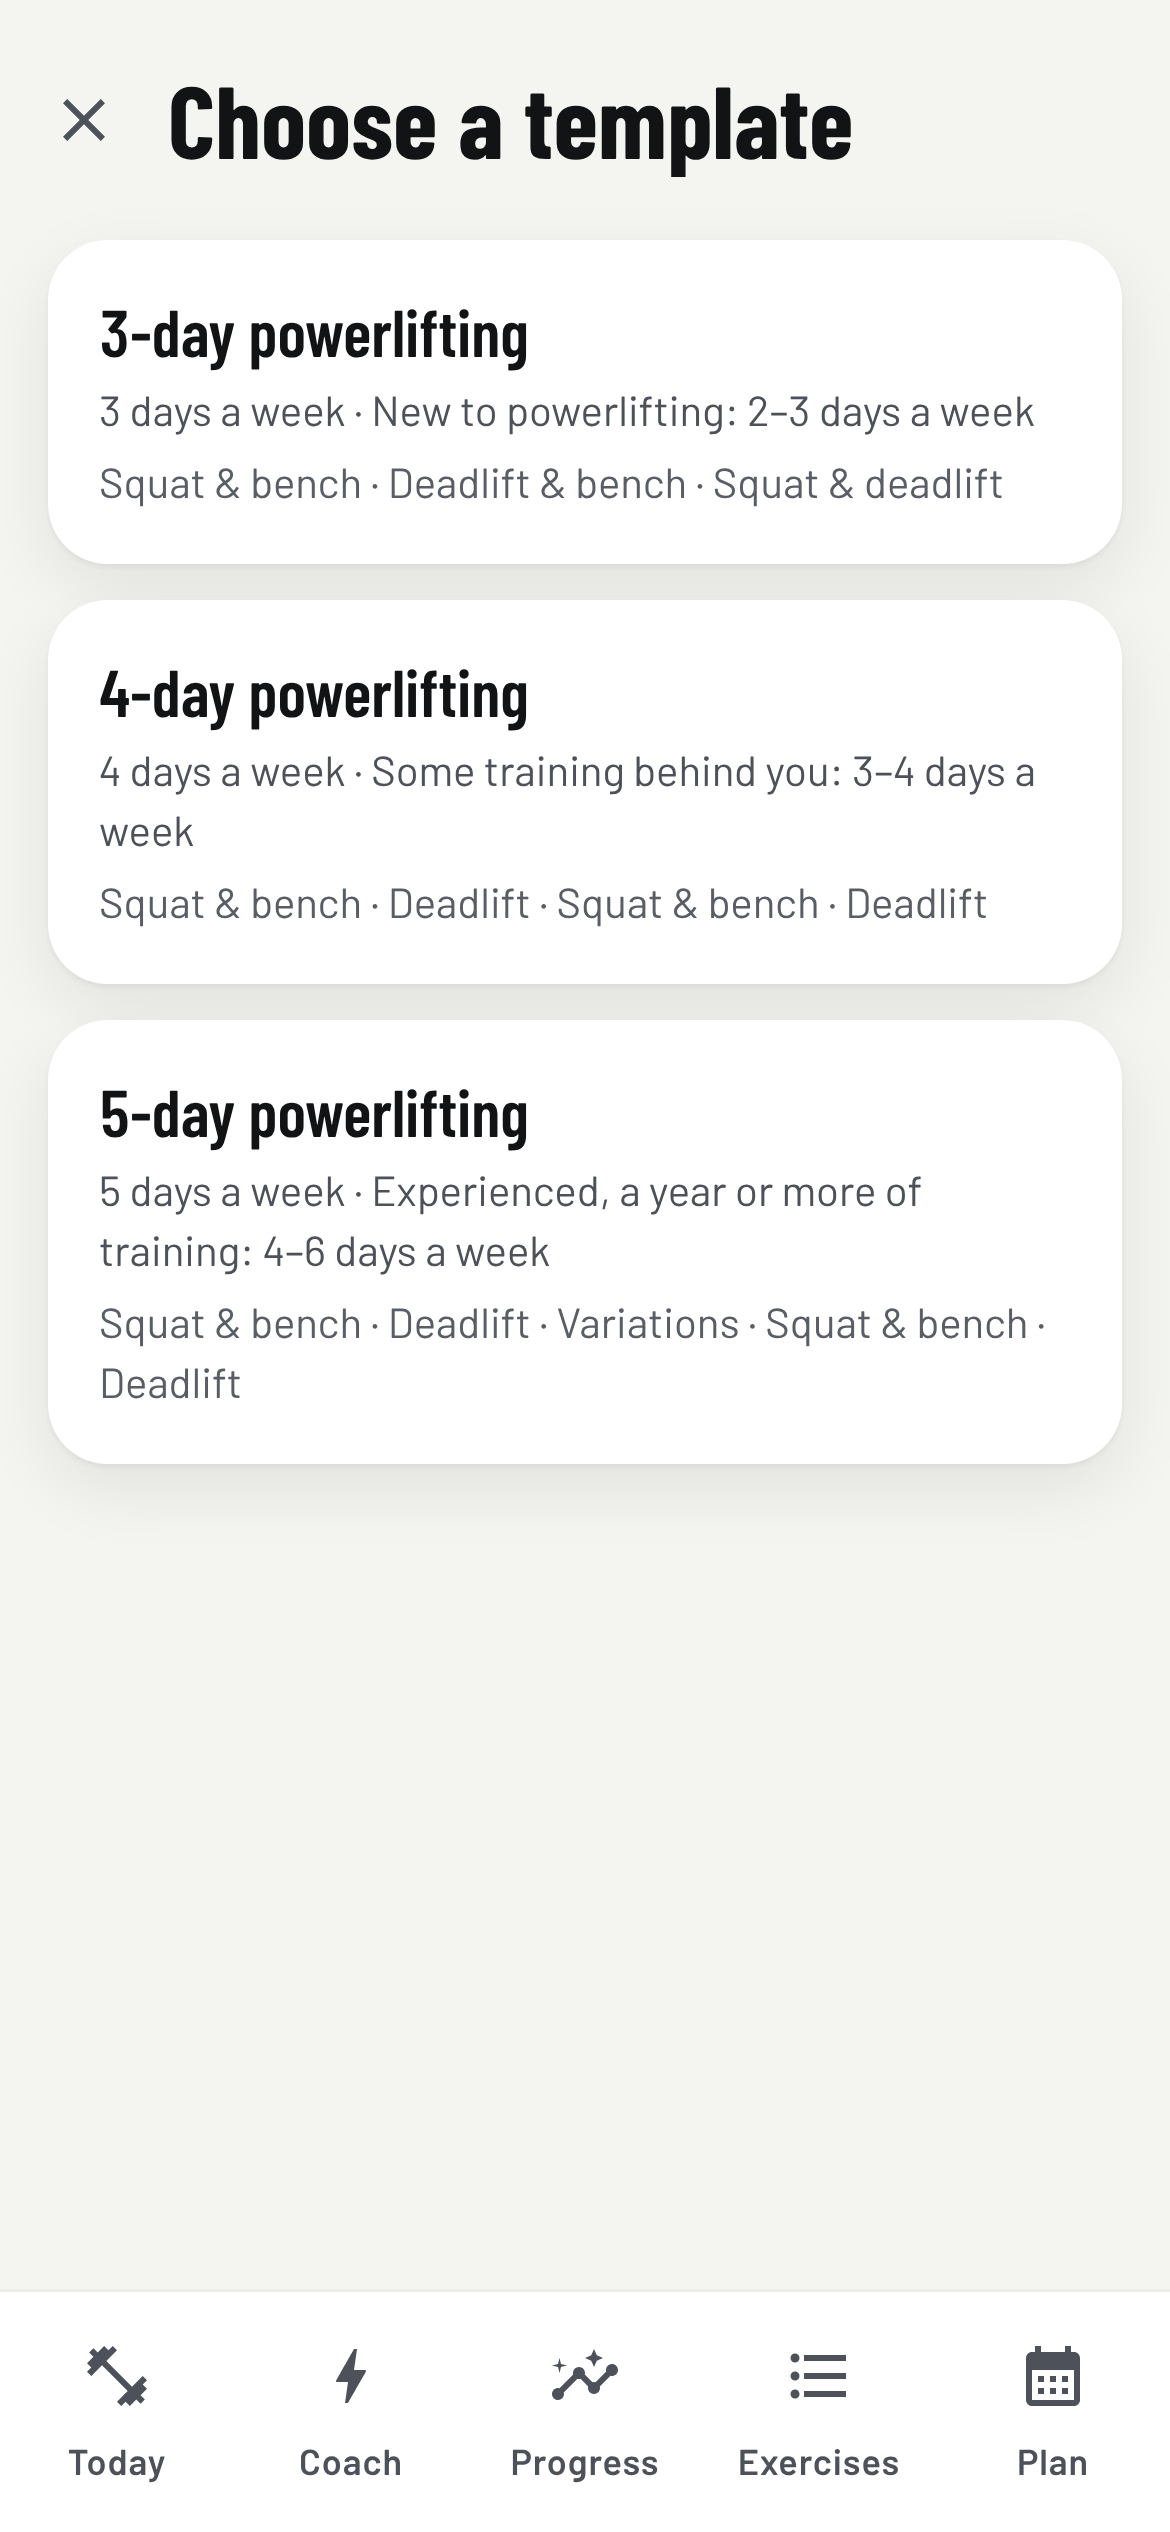 Choose a template
3-day powerlifting
3 days a week · New to powerlifting: 2–3 days a week
Squat & bench · Deadlift & bench · Squat & deadlift
4-day powerlifting
4 days a week · Some training behind you: 3–4 days a
week
Squat & bench · Deadlift · Squat & bench · Deadlift
5-day powerlifting
5 days a week · Experienced, a year or more of
training: 4–6 days a week
Squat & bench · Deadlift · Variations · Squat & bench ·
Deadlift
Today
Coach
Progress
Exercises
Plan